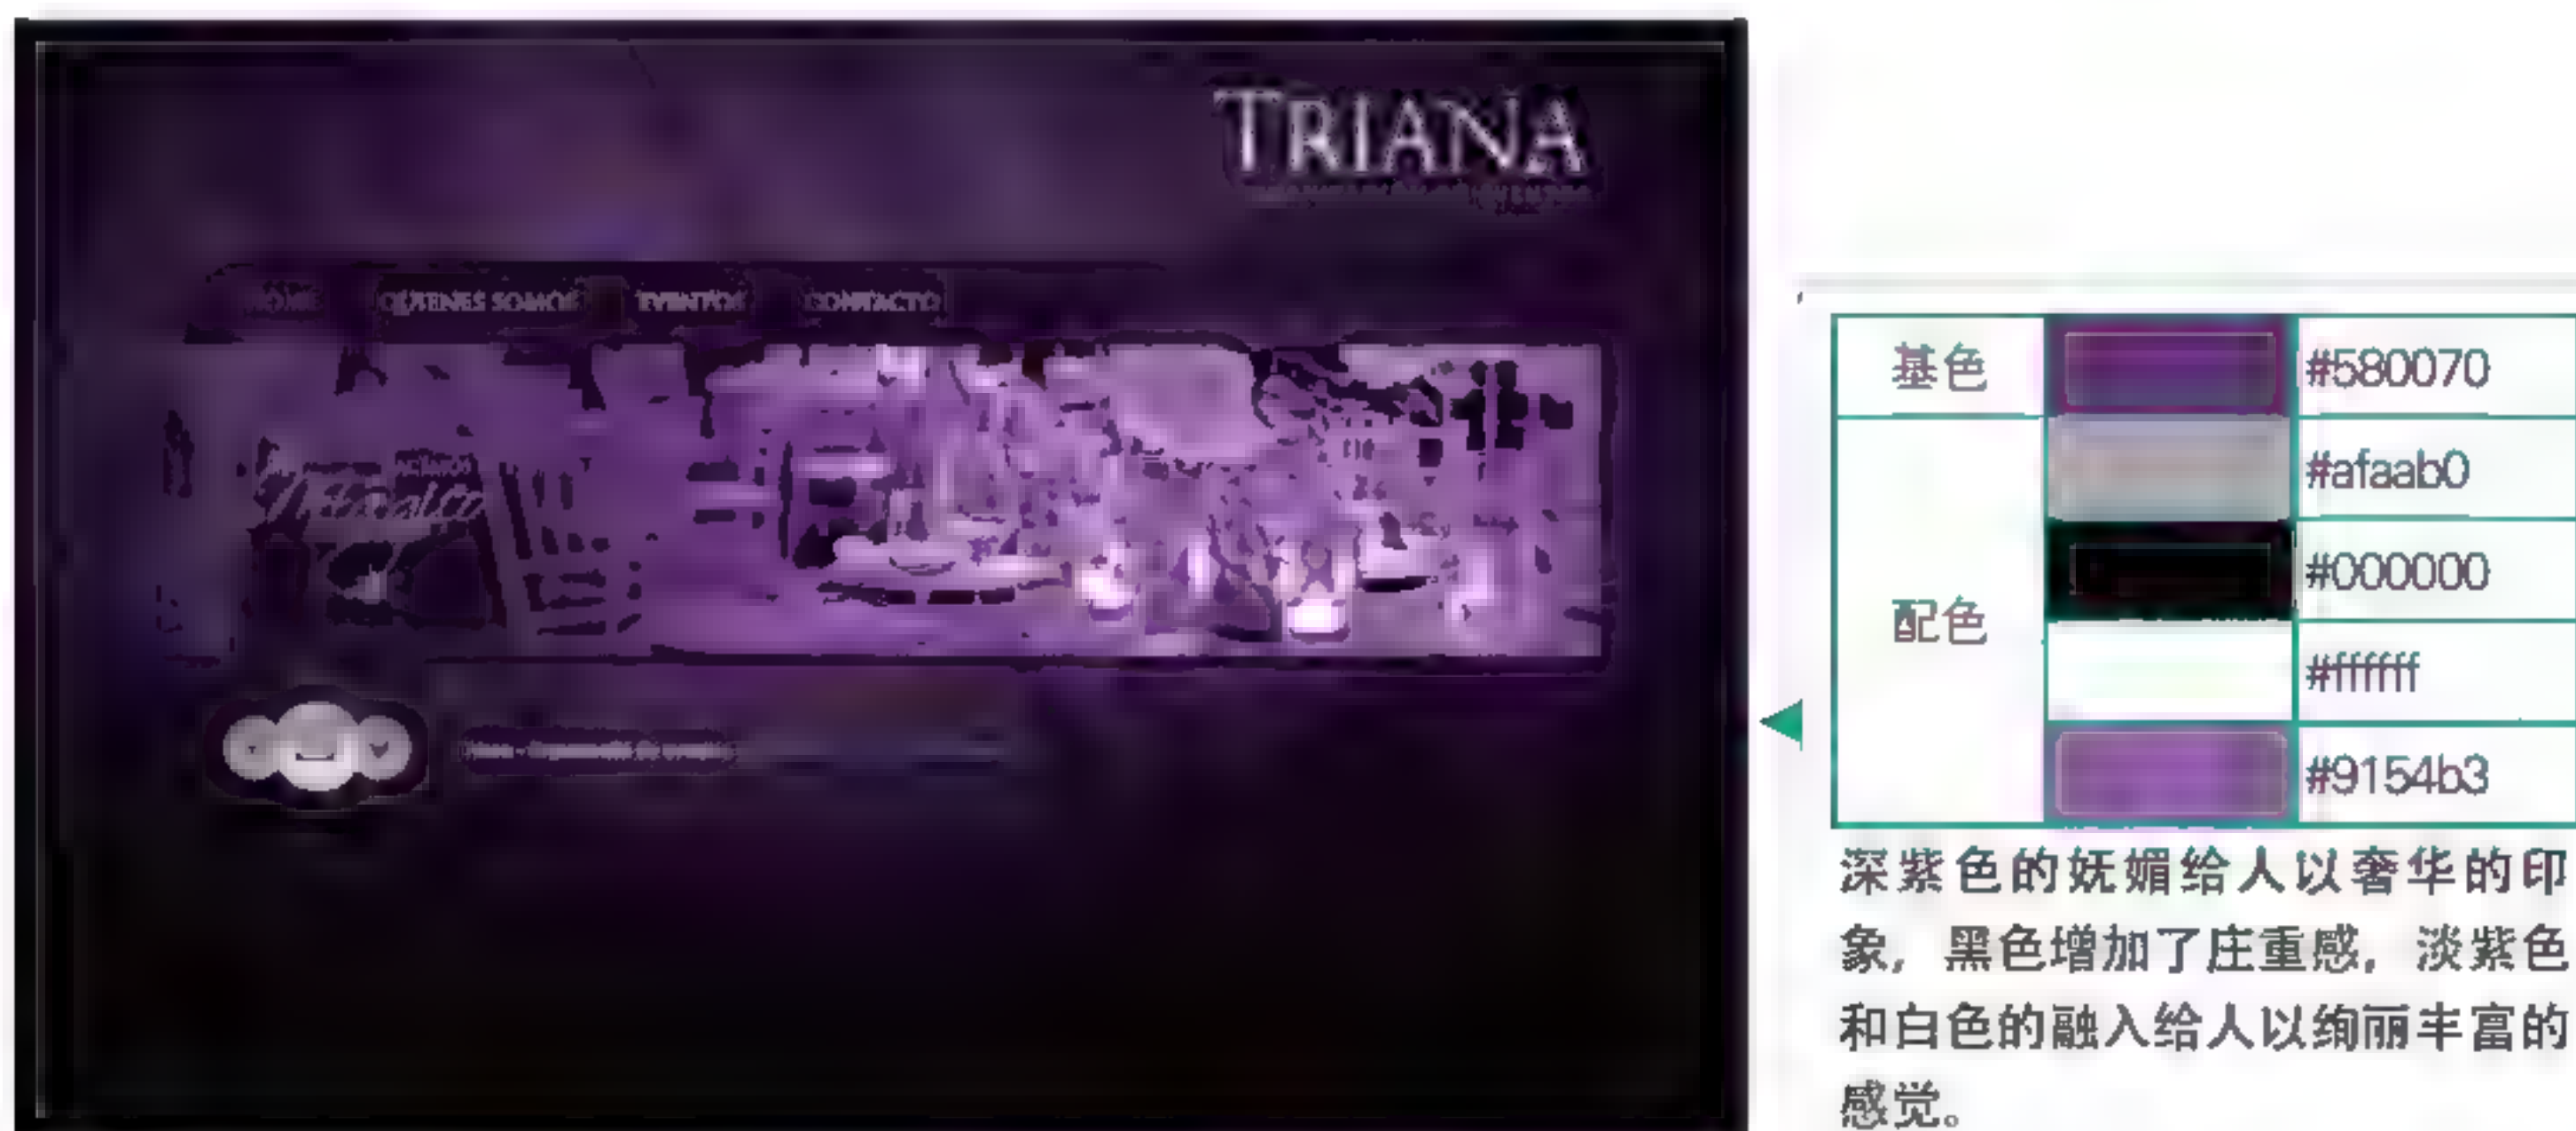 TRIANA
QUIENES SOMOS
EVENTOS
CONTACTO
基色
#580070
#afaab0
#000000
配色
#ffffff
#9154b3
深紫色的妩媚给人以奢华的印
象，黑色增加了庄重感，淡紫色
和白色的融入给人以绚丽丰富的
感觉。